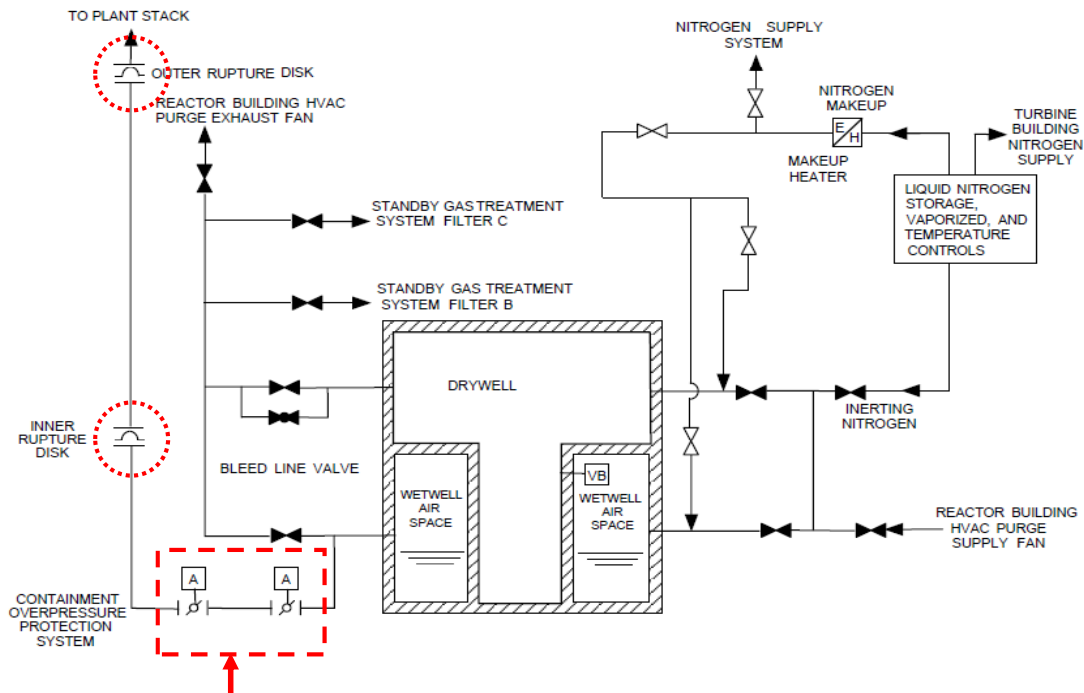 TO PLANT STACK
OUTER RUPTURE DISK
REACTOR BUILDING HVAC
PURGE EXHAUST FAN
STANDBY GAS TREATMENT
SYSTEM FILTER C
STANDBY GAS TREATMENT
SYSTEM FILTER B
NITROGEN SUPPLY
SYSTEM
NITROGEN
MAKEUP
E
H
MAKEUP
HEATER
TURBINE
BUILDING
NITROGEN
SUPPLY
LIQUID NITROGEN
STORAGE,
VAPORIZED, AND
TEMPERATURE
CONTROLS
DRYWELL
INERTING
NITROGEN
INNER
RUPTURE
DISK
BLEED LINE VALVE
WETWELL
AIR
SPACE
VB
WETWELL
AIR
SPACE
REACTOR BUILDING
HVAC PURGE
SUPPLY FAN
A
A
CONTAINMENT
OVERPRESSURE
PROTECTION
SYSTEM